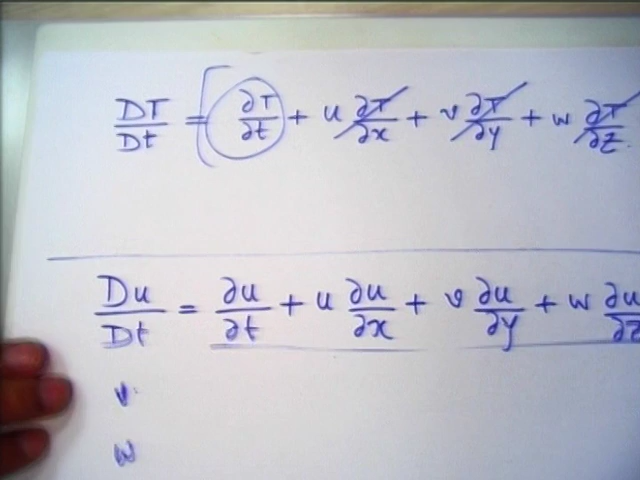 DT/Dt = [ ∂T/∂t + u ∂T/∂x + v ∂T/∂y + w ∂T/∂z
Du/Dt = ∂u/∂t + u ∂u/∂x + v ∂u/∂y + w ∂u/∂z
v
w